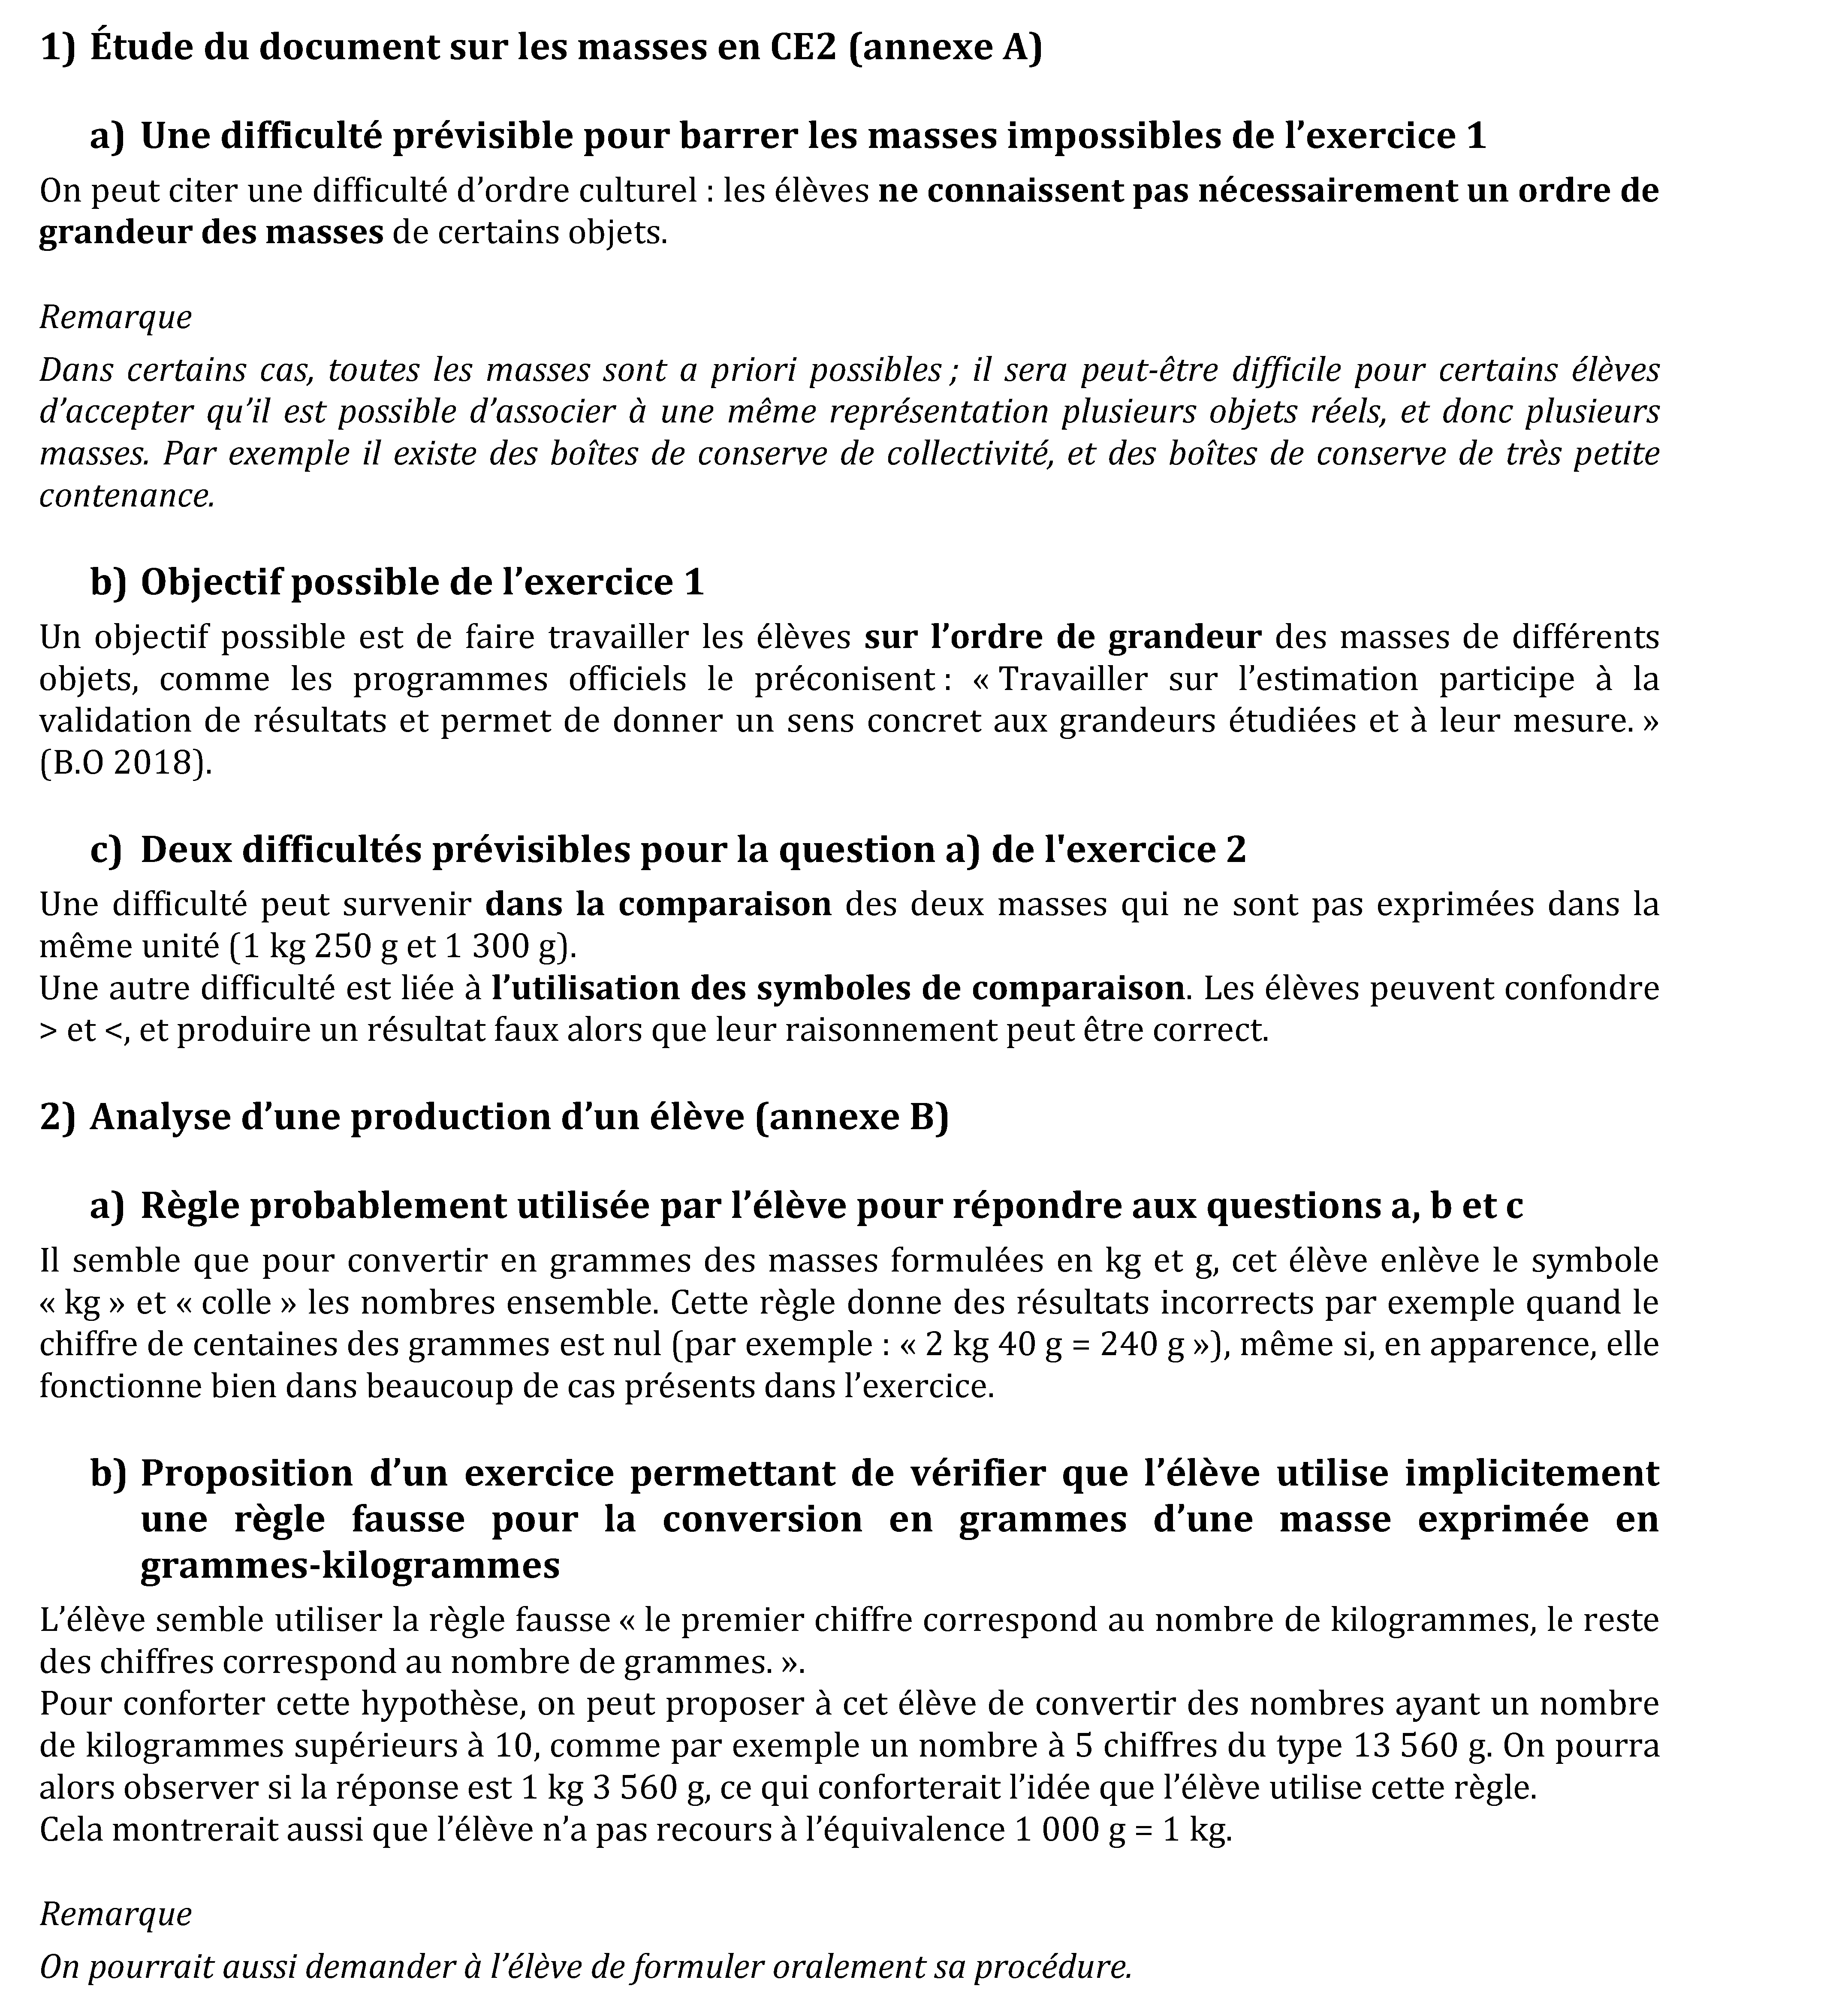 1) Étude du document sur les masses en CE2 (annexe A)
a) Une difficulté prévisible pour barrer les masses impossibles de l’exercice 1
On peut citer une difficulté d’ordre culturel : les élèves ne connaissent pas nécessairement un ordre de
grandeur des masses de certains objets.
Remarque
Dans certains cas, toutes les masses sont a priori possibles ; il sera peut-être difficile pour certains élèves
d’accepter qu’il est possible d’associer à une même représentation plusieurs objets réels, et donc plusieurs
masses. Par exemple il existe des boîtes de conserve de collectivité, et des boîtes de conserve de très petite
contenance.
b) Objectif possible de l’exercice 1
Un objectif possible est de faire travailler les élèves sur l’ordre de grandeur des masses de différents
objets, comme les programmes officiels le préconisent : « Travailler sur l’estimation participe à la
validation de résultats et permet de donner un sens concret aux grandeurs étudiées et à leur mesure. »
(B.O 2018).
c) Deux difficultés prévisibles pour la question a) de l'exercice 2
Une difficulté peut survenir dans la comparaison des deux masses qui ne sont pas exprimées dans la
même unité (1 kg 250 g et 1 300 g).
Une autre difficulté est liée à l’utilisation des symboles de comparaison. Les élèves peuvent confondre
> et <, et produire un résultat faux alors que leur raisonnement peut être correct.
2) Analyse d’une production d’un élève (annexe B)
a) Règle probablement utilisée par l’élève pour répondre aux questions a, b et c
Il semble que pour convertir en grammes des masses formulées en kg et g, cet élève enlève le symbole
« kg » et « colle » les nombres ensemble. Cette règle donne des résultats incorrects par exemple quand le
chiffre de centaines des grammes est nul (par exemple : « 2 kg 40 g = 240 g »), même si, en apparence, elle
fonctionne bien dans beaucoup de cas présents dans l’exercice.
b) Proposition d’un exercice permettant de vérifier que l’élève utilise implicitement
une règle fausse pour la conversion en grammes d’une masse exprimée en
grammes-kilogrammes
L’élève semble utiliser la règle fausse « le premier chiffre correspond au nombre de kilogrammes, le reste
des chiffres correspond au nombre de grammes. ».
Pour conforter cette hypothèse, on peut proposer à cet élève de convertir des nombres ayant un nombre
de kilogrammes supérieurs à 10, comme par exemple un nombre à 5 chiffres du type 13 560 g. On pourra
alors observer si la réponse est 1 kg 3 560 g, ce qui conforterait l’idée que l’élève utilise cette règle.
Cela montrerait aussi que l’élève n’a pas recours à l’équivalence 1 000 g = 1 kg.
Remarque
On pourrait aussi demander à l’élève de formuler oralement sa procédure.